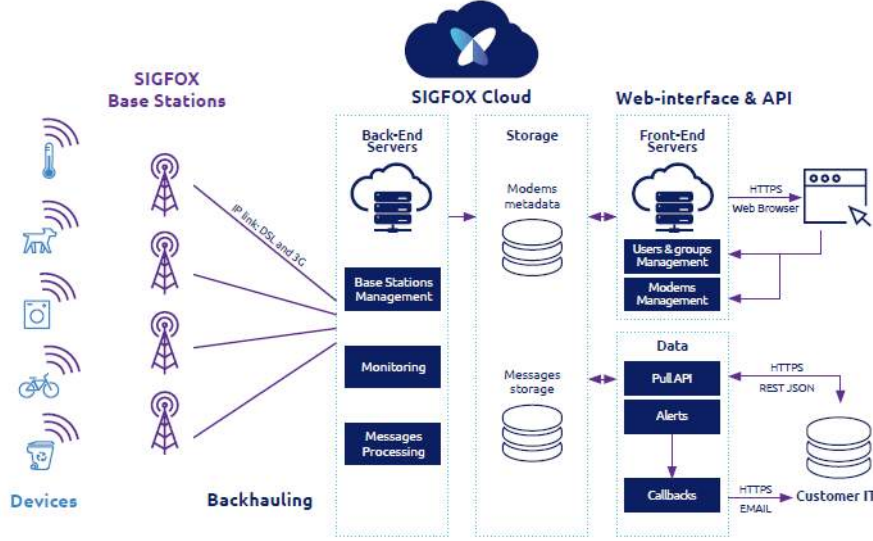 SIGFOX
Base Stations
SIGFOX Cloud
Web-interface & API
Back-End
Servers
Storage
Front-End
Servers
Modems
metadata
HTTPS
Web Browser
IP link: DSL and 3G
Users & groups
Management
Base Stations
Management
Modems
Management
Data
Monitoring
Messages
storage
Pull API
HTTPS
REST JSON
Alerts
Messages
Processing
Devices
Backhauling
Callbacks
HTTPS
EMAIL
Customer IT